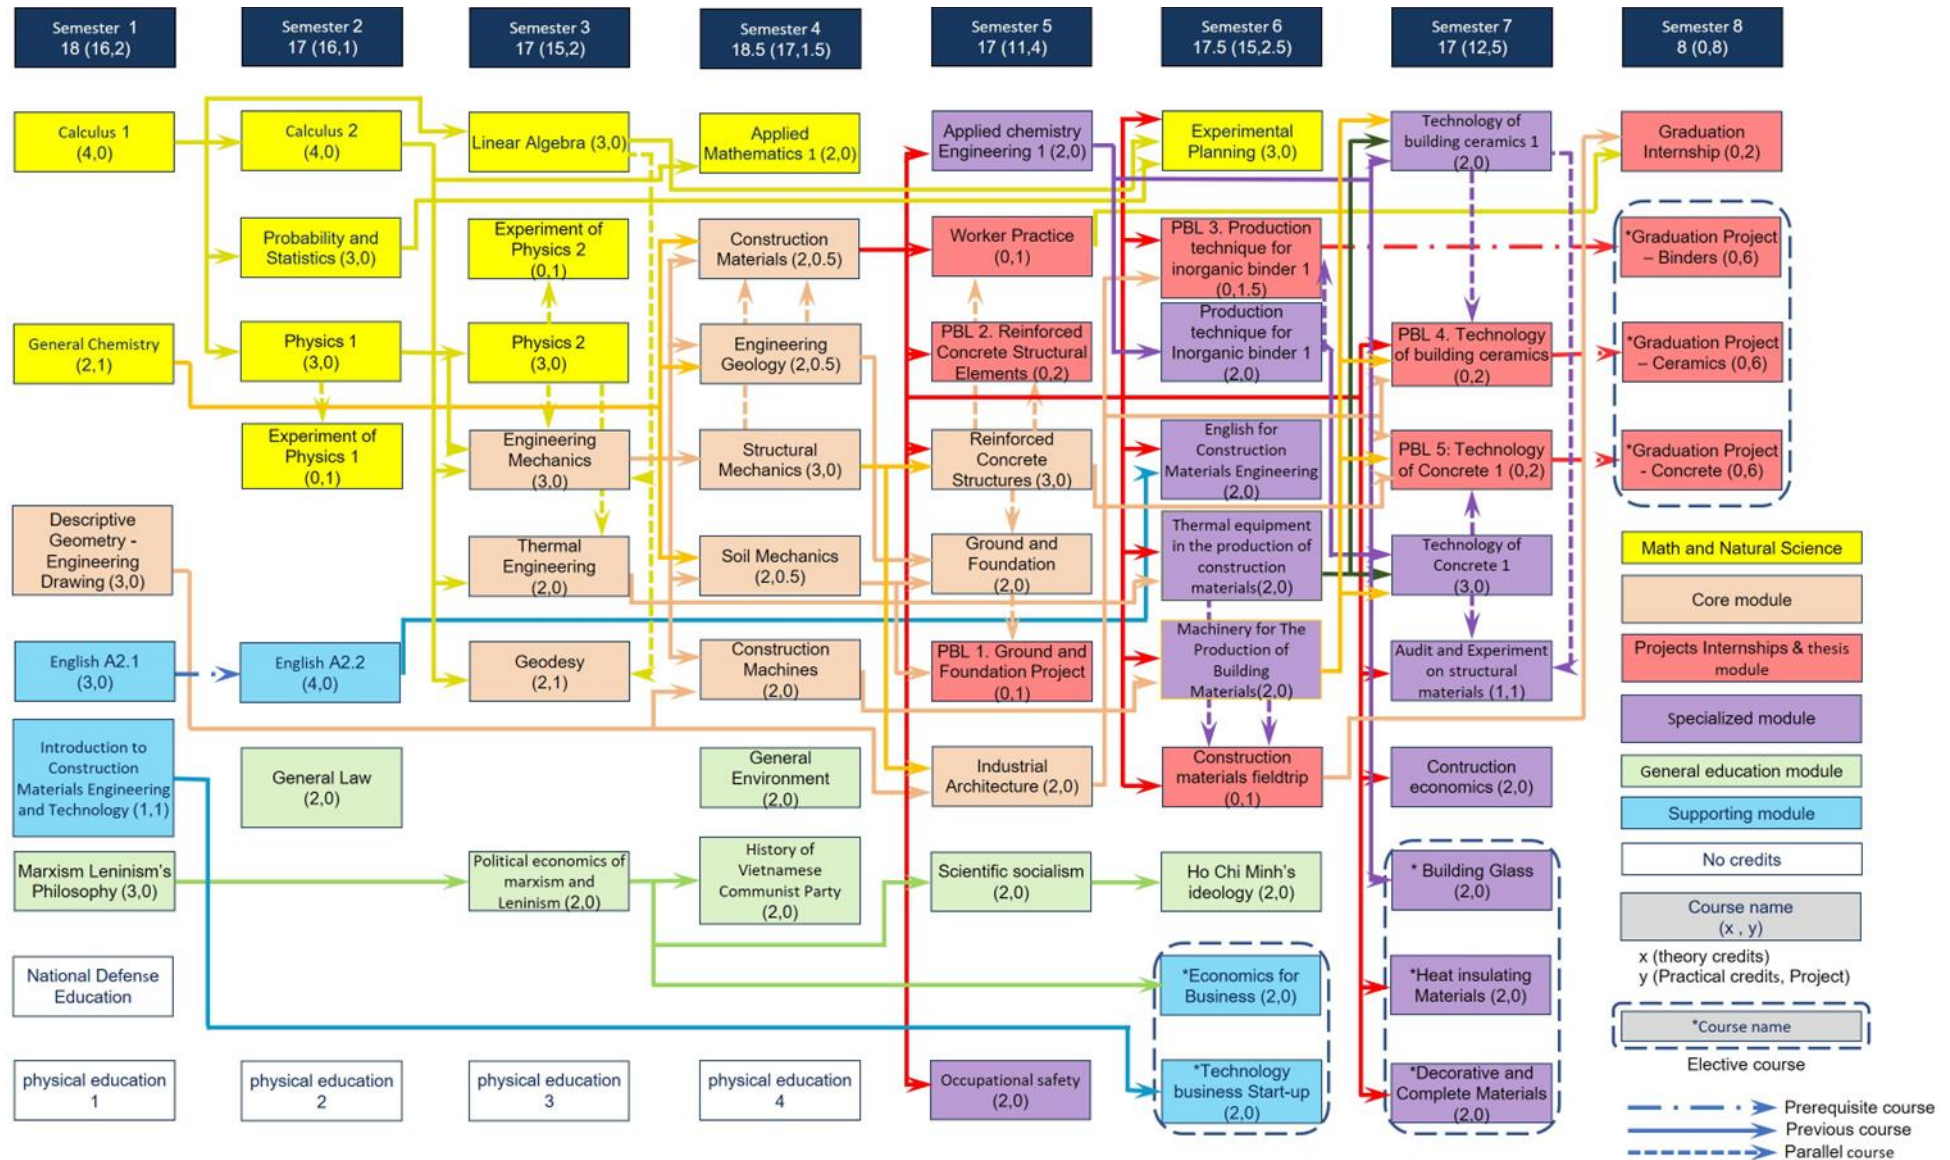 Semester 1
18 (16,2)
Semester 2
17 (16,1)
Semester 3
17 (15,2)
Semester 4
18.5 (17,1.5)
Semester 5
17 (11,4)
Semester 6
17.5 (15,2.5)
Semester 7
17 (12,5)
Semester 8
8 (0,8)
Calculus 1
(4,0)
General Chemistry
(2,1)
Descriptive
Geometry -
Engineering
Drawing (3,0)
English A2.1
(3,0)
Introduction to
Construction
Materials Engineering
and Technology (1,1)
Marxism Leninism's
Philosophy (3,0)
National Defense
Education
physical education
1
Calculus 2
(4,0)
Probability and
Statistics (3,0)
Physics 1
(3,0)
Experiment of
Physics 1
(0,1)
English A2.2
(4,0)
General Law
(2,0)
physical education
2
Linear Algebra (3,0)
Experiment of
Physics 2
(0,1)
Physics 2
(3,0)
Engineering
Mechanics
(3,0)
Thermal
Engineering
(2,0)
Geodesy
(2,1)
Political economics of
marxism and
Leninism (2,0)
physical education
3
Applied
Mathematics 1 (2,0)
Construction
Materials (2,0.5)
Engineering
Geology (2,0.5)
Structural
Mechanics (3,0)
Soil Mechanics
(2,0.5)
Construction
Machines
(2,0)
General
Environment
(2,0)
History of
Vietnamese
Communist Party
(2,0)
physical education
4
Applied chemistry
Engineering 1 (2,0)
Worker Practice
(0,1)
PBL 2. Reinforced
Concrete Structural
Elements (0,2)
Reinforced
Concrete
Structures (3,0)
Ground and
Foundation
(2,0)
PBL 1. Ground and
Foundation Project
(0,1)
Industrial
Architecture (2,0)
Scientific socialism
(2,0)
Occupational safety
(2,0)
Experimental
Planning (3,0)
PBL 3. Production
technique for
inorganic binder 1
(0,1.5)
Production
technique for
Inorganic binder 1
(2,0)
English for
Construction
Materials Engineering
(2,0)
Thermal equipment
in the production of
construction
materials(2,0)
Machinery for The
Production of
Building
Materials(2,0)
Construction
materials fieldtrip
(0,1)
Ho Chi Minh's
ideology (2,0)
*Economics for
Business (2,0)
*Technology
business Start-up
(2,0)
Technology of
building ceramics 1
(2,0)
PBL 4. Technology
of building ceramics
(0,2)
PBL 5: Technology
of Concrete 1 (0,2)
Technology of
Concrete 1
(3,0)
Audit and Experiment
on structural
materials (1,1)
Contruction
economics (2,0)
* Building Glass
(2,0)
*Heat insulating
Materials (2,0)
*Decorative and
Complete Materials
(2,0)
Graduation
Internship (0,2)
*Graduation Project
– Binders (0,6)
*Graduation Project
– Ceramics (0,6)
*Graduation Project
- Concrete (0,6)
Math and Natural Science
Core module
Projects Internships & thesis
module
Specialized module
General education module
Supporting module
No credits
Course name
(x , y)
x (theory credits)
y (Practical credits, Project)
*Course name
Elective course
Prerequisite course
Previous course
Parallel course